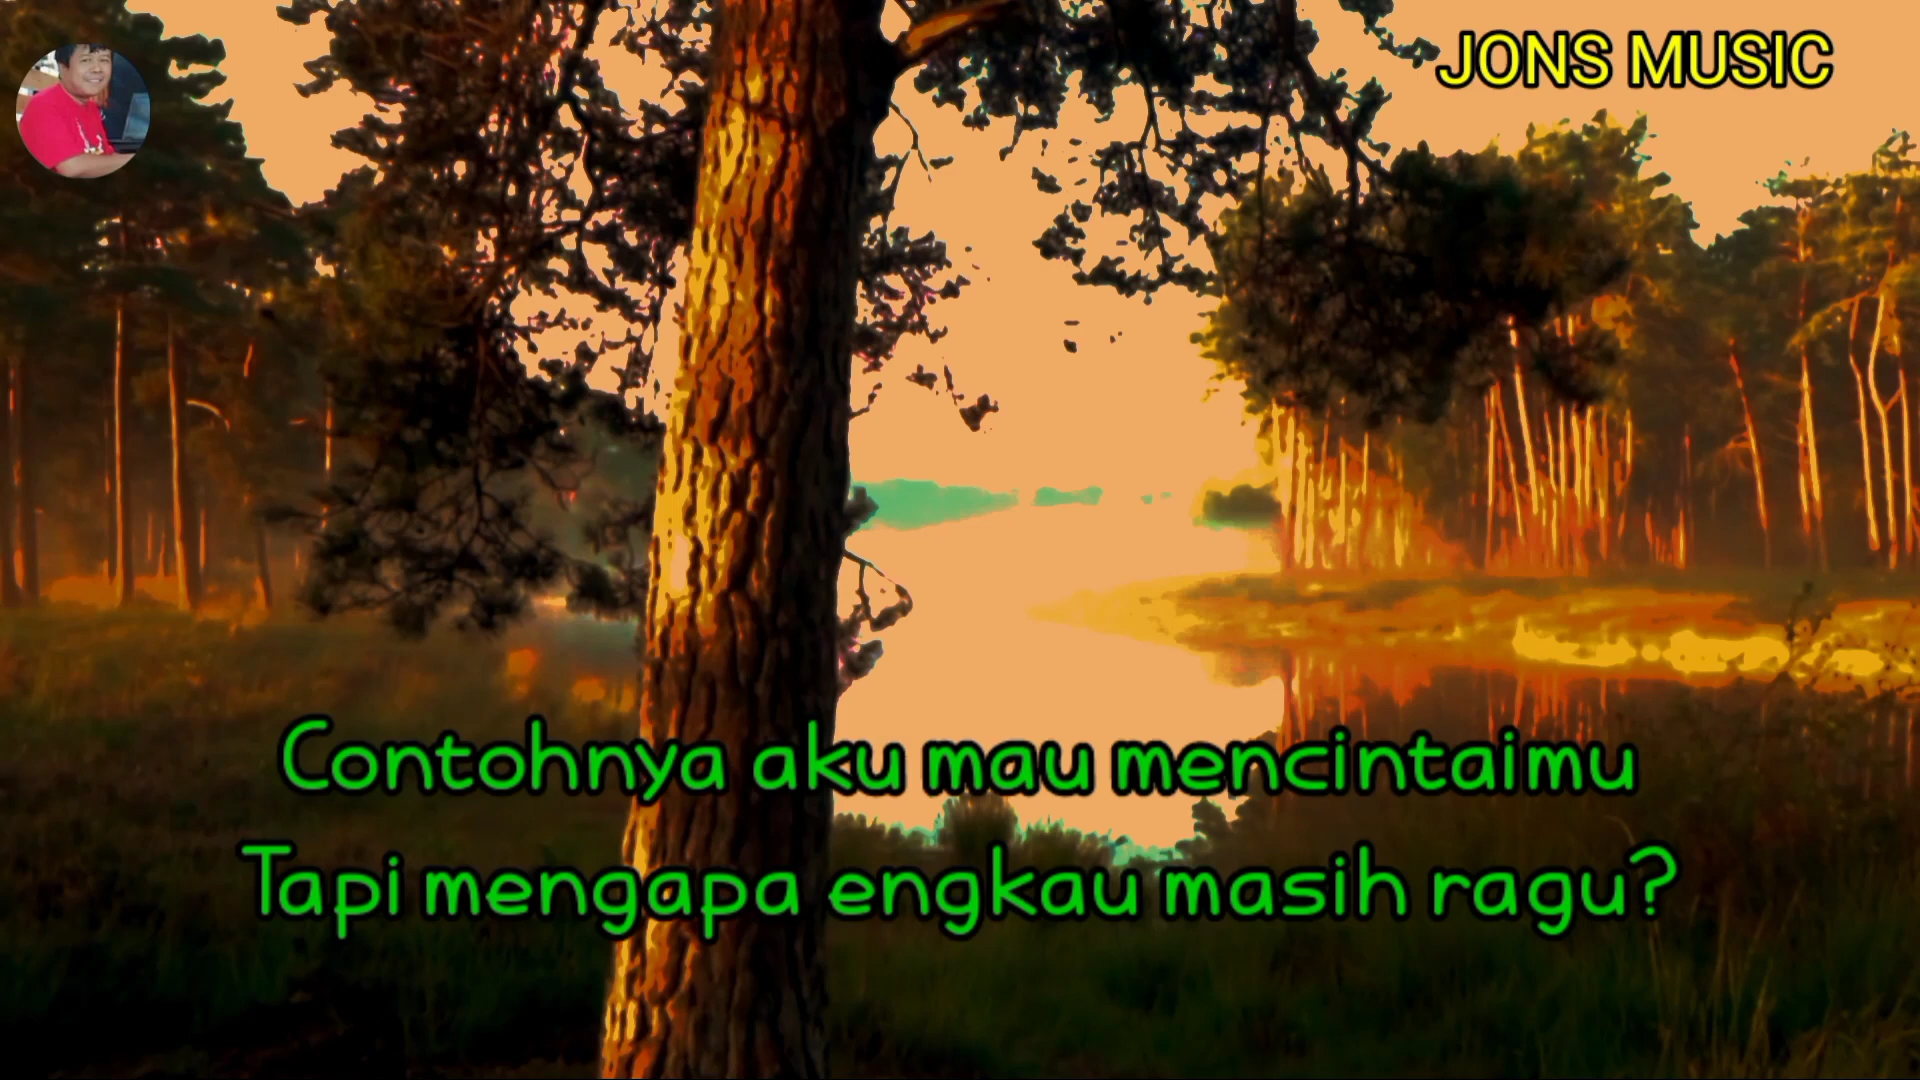 JONS MUSIC
Contohnya aku mau mencintaimu
Tapi mengapa engkau masih ragu?